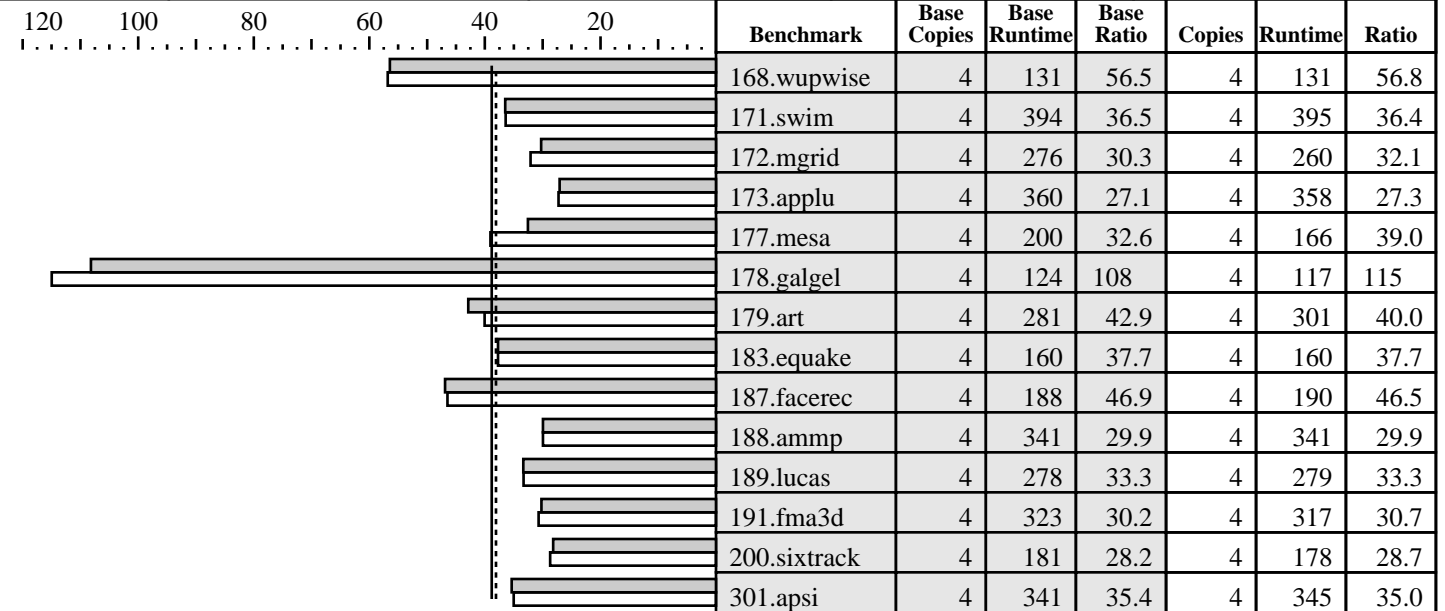 120 100 80 60 40 20
Benchmark Base Copies Base Runtime Base Ratio Copies Runtime Ratio
168.wupwise 4 131 56.5 4 131 56.8
171.swim 4 394 36.5 4 395 36.4
172.mgrid 4 276 30.3 4 260 32.1
173.applu 4 360 27.1 4 358 27.3
177.mesa 4 200 32.6 4 166 39.0
178.galgel 4 124 108 4 117 115
179.art 4 281 42.9 4 301 40.0
183.equake 4 160 37.7 4 160 37.7
187.facerec 4 188 46.9 4 190 46.5
188.ammp 4 341 29.9 4 341 29.9
189.lucas 4 278 33.3 4 279 33.3
191.fma3d 4 323 30.2 4 317 30.7
200.sixtrack 4 181 28.2 4 178 28.7
301.apsi 4 341 35.4 4 345 35.0